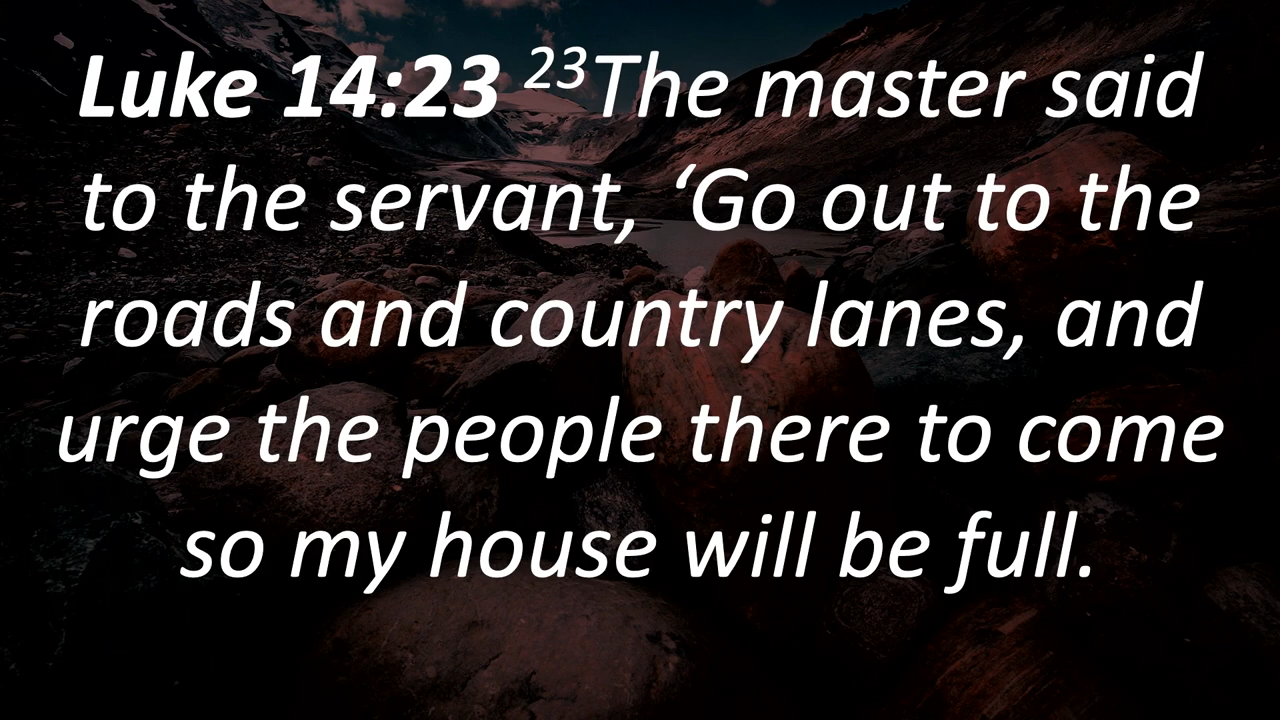 Luke 14:23 ²³The master said
to the servant, ‘Go out to the
roads and country lanes, and
urge the people there to come
so my house will be full.